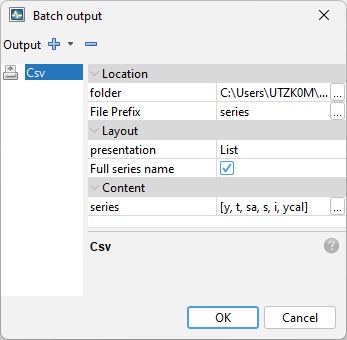 Batch output
Output
Csv
Location
folder C:\Users\UTZK0M\... ...
File Prefix series ...
Layout
presentation List
Full series name
Content
series [y, t, sa, s, i, ycal] ...
Csv
?
OK Cancel